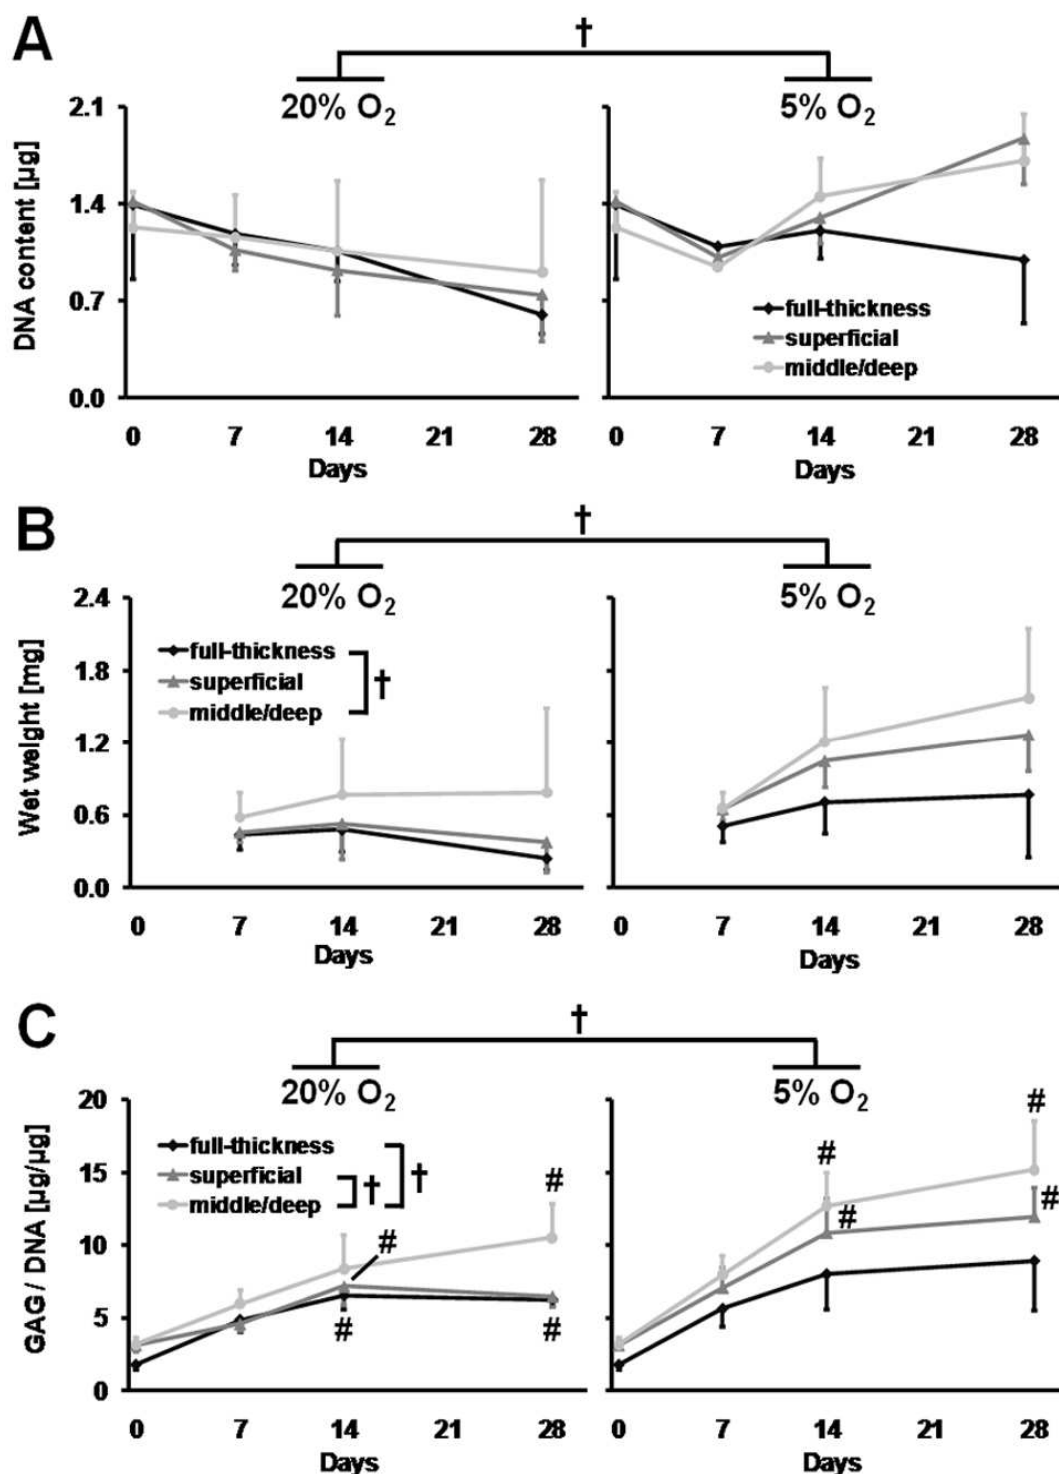 A
†
20% O2
5% O2
DNA content [µg]
2.1
1.4
0.7
0.0
full-thickness
superficial
middle/deep
0 7 14 21 28
0 7 14 21 28
Days
Days
B
†
20% O2
5% O2
Wet weight [mg]
2.4
1.8
1.2
0.6
0.0
full-thickness
superficial
middle/deep
†
0 7 14 21 28
0 7 14 21 28
Days
Days
C
†
20% O2
5% O2
GAG / DNA [µg/µg]
20
15
10
5
0
full-thickness
superficial
middle/deep
†
†
#
#
#
#
#
#
#
#
0 7 14 21 28
0 7 14 21 28
Days
Days